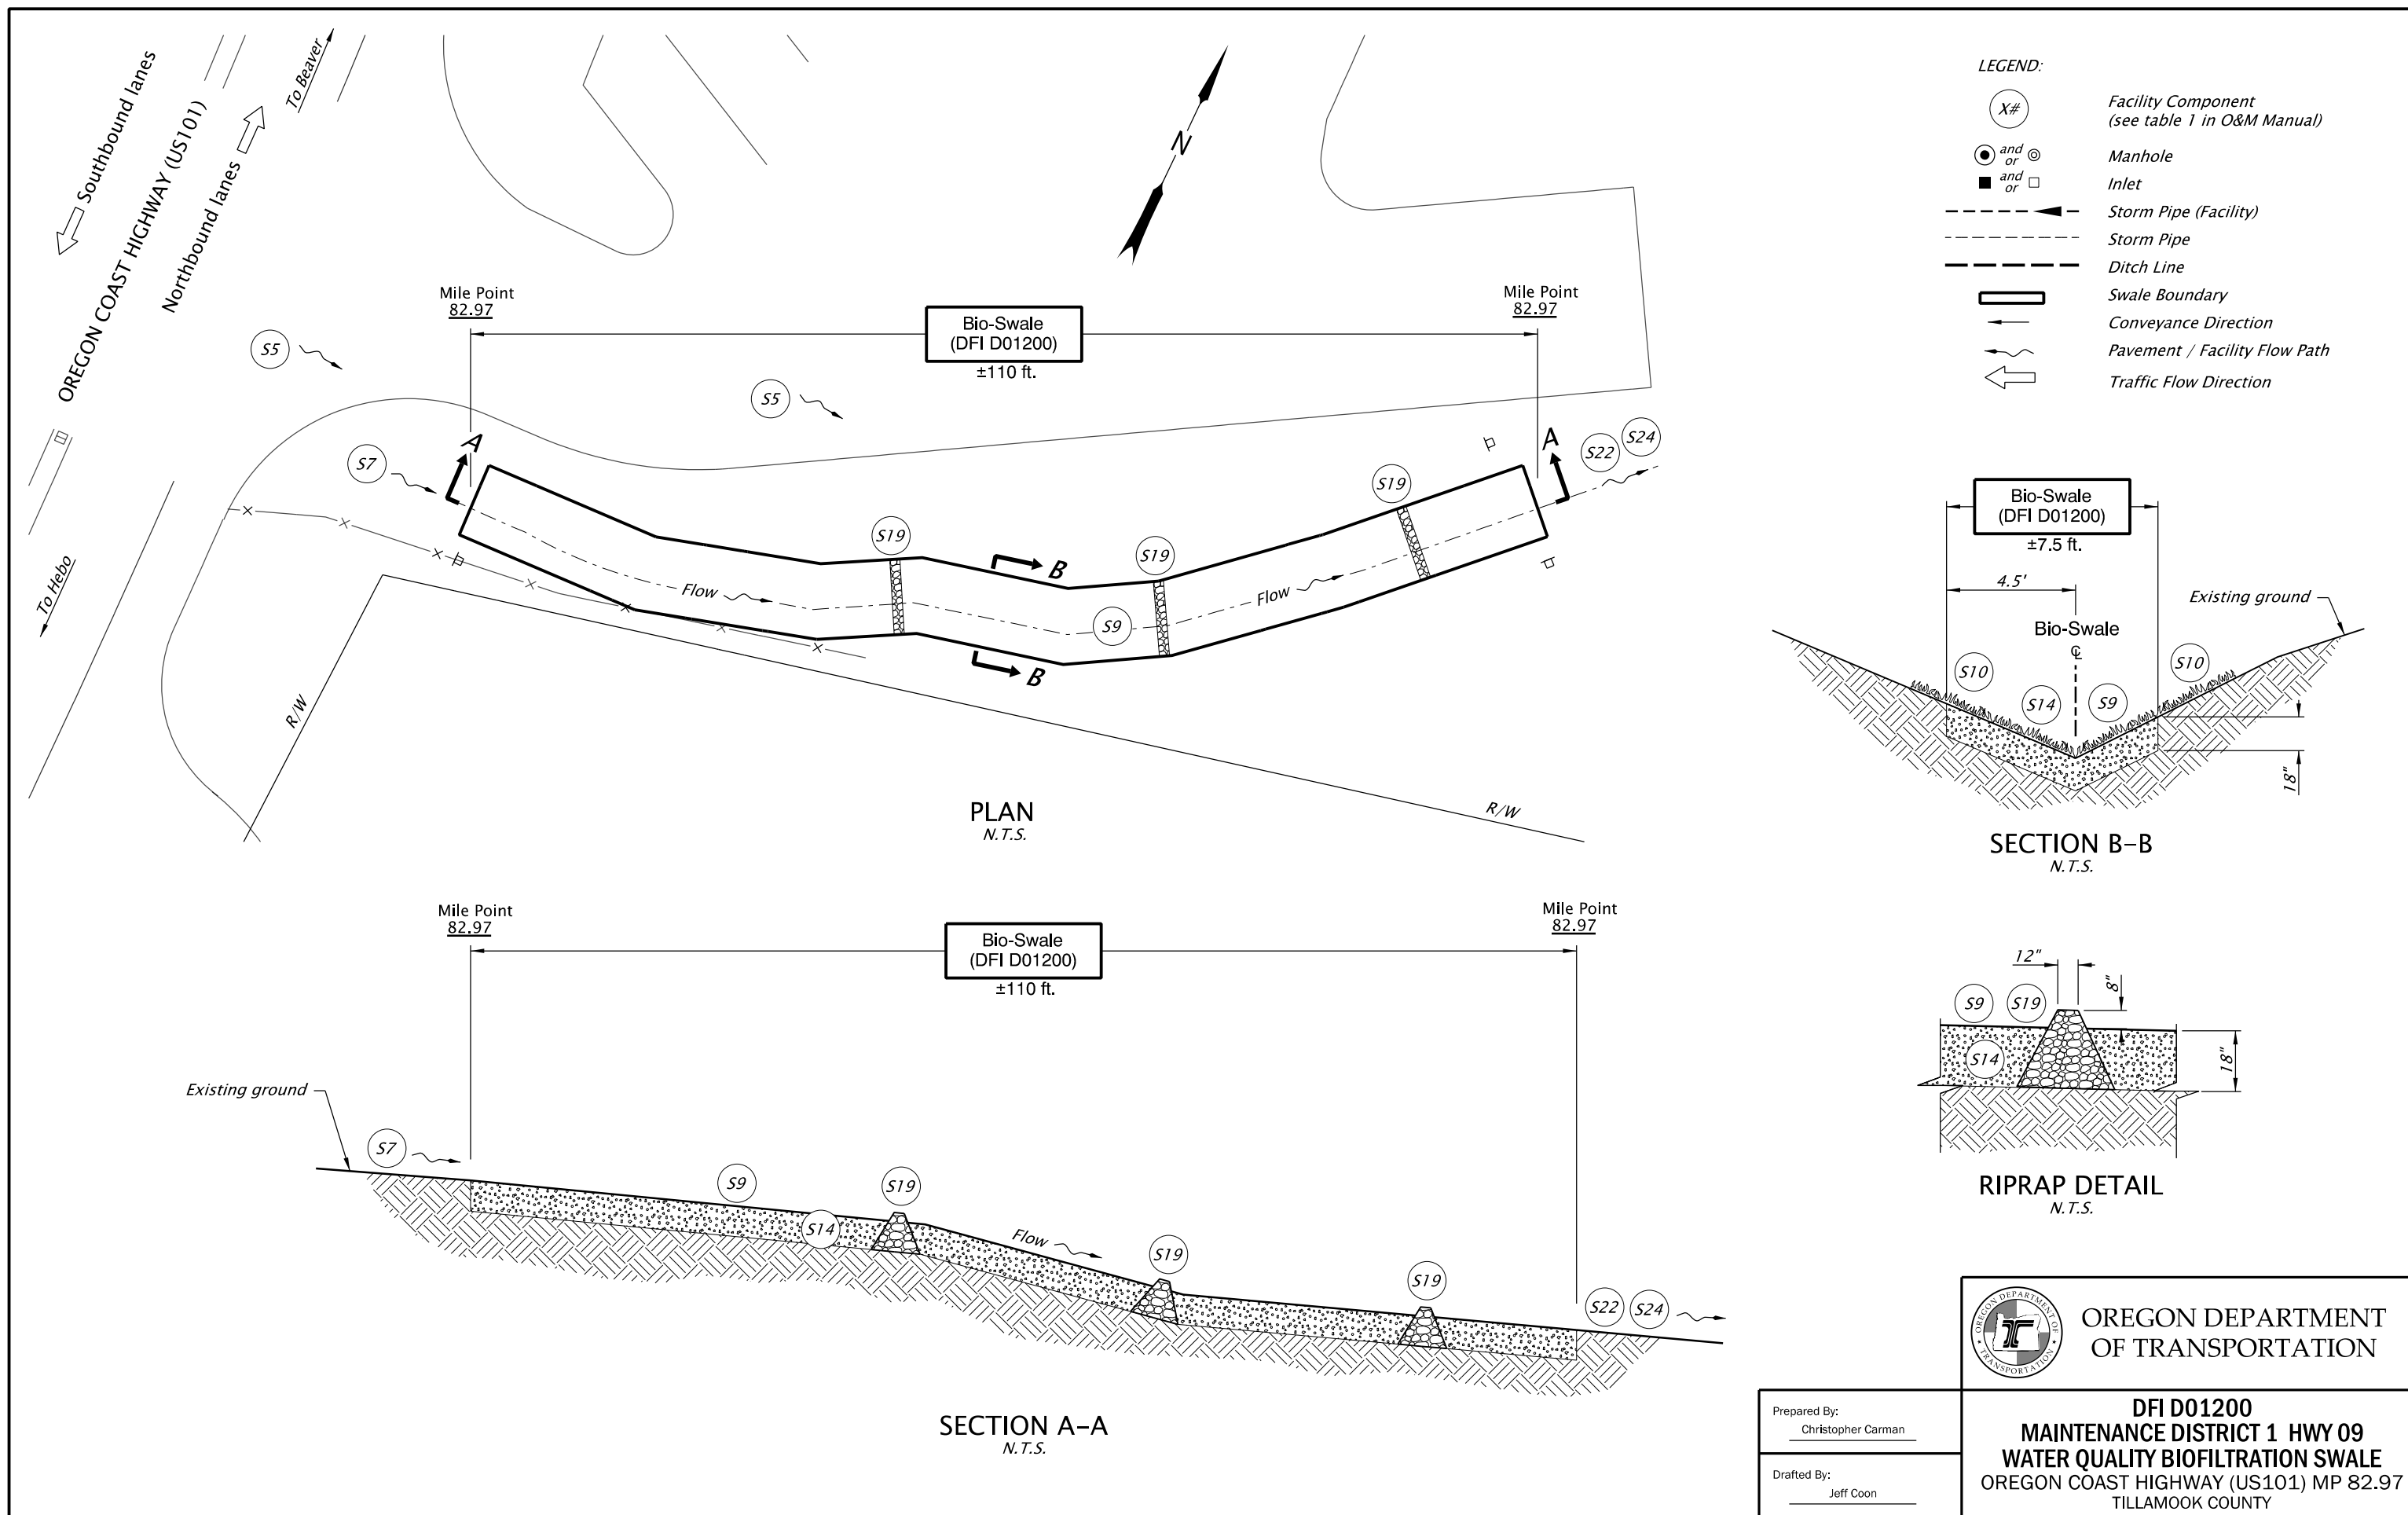 Southbound lanes
OREGON COAST HIGHWAY (US101)
Northbound lanes
To Beaver
To Hebo
N
S5
S5
S7
Mile Point
82.97
Bio-Swale
(DFI D01200)
±110 ft.
Mile Point
82.97
A
A
S22
S24
S19
S19
S19
B
B
S9
Flow
Flow
R/W
R/W
PLAN
N.T.S.
LEGEND:
X#
Facility Component
(see table 1 in O&M Manual)
and
or
Manhole
and
or
Inlet
Storm Pipe (Facility)
Storm Pipe
Ditch Line
Swale Boundary
Conveyance Direction
Pavement / Facility Flow Path
Traffic Flow Direction
Bio-Swale
(DFI D01200)
±7.5 ft.
4.5'
Existing ground
Bio-Swale
CL
S10
S10
S14
S9
18"
SECTION B-B
N.T.S.
Mile Point
82.97
Bio-Swale
(DFI D01200)
±110 ft.
Mile Point
82.97
Existing ground
S7
S9
S14
S19
Flow
S19
S19
S22
S24
SECTION A-A
N.T.S.
12"
8"
S9
S19
S14
18"
RIPRAP DETAIL
N.T.S.
OREGON DEPARTMENT OF
TRANSPORTATION
OREGON DEPARTMENT
OF TRANSPORTATION
Prepared By:
Christopher Carman
Drafted By:
Jeff Coon
DFI D01200
MAINTENANCE DISTRICT 1 HWY 09
WATER QUALITY BIOFILTRATION SWALE
OREGON COAST HIGHWAY (US101) MP 82.97
TILLAMOOK COUNTY